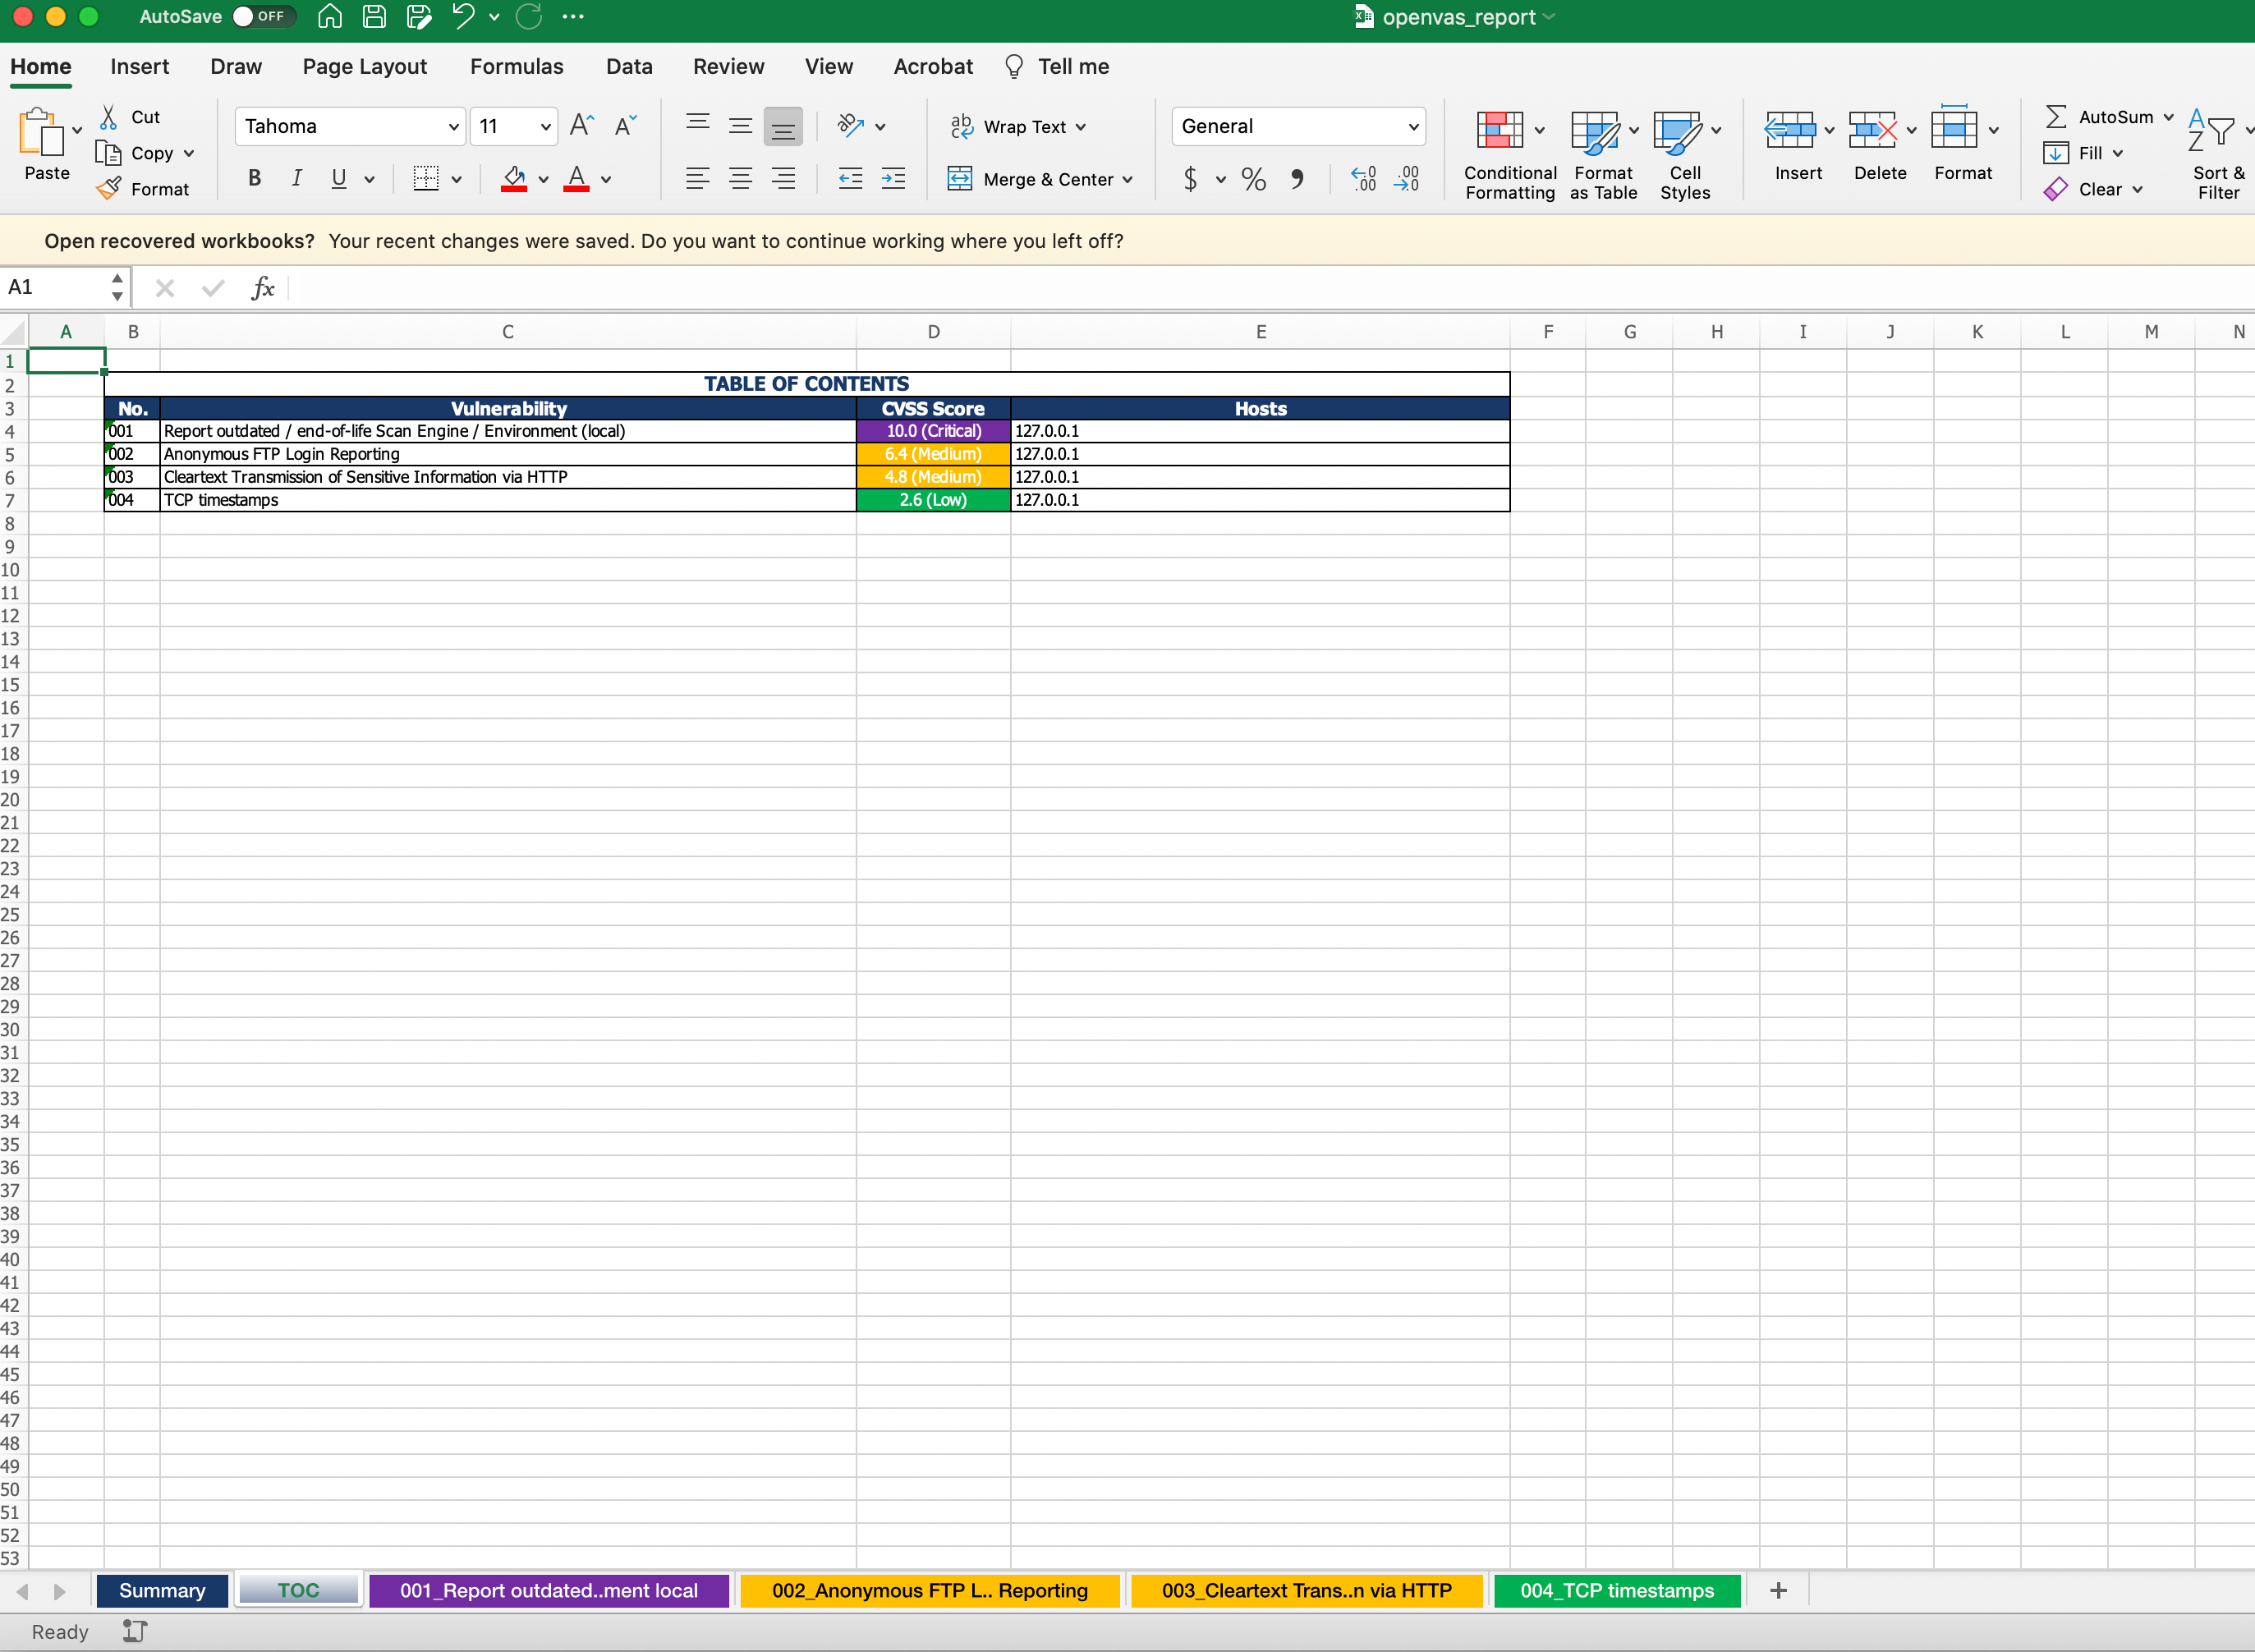 AutoSave OFF openvas_report
Home Insert Draw Page Layout Formulas Data Review View Acrobat Tell me
Paste Cut Copy Format
Tahoma 11
B I U A
Wrap Text
Merge & Center
General
$ % 9
Conditional Formatting
Format as Table
Cell Styles
Insert Delete Format
AutoSum
Fill
Clear
Sort & Filter
Open recovered workbooks? Your recent changes were saved. Do you want to continue working where you left off?
A1 fx
A B C D E F G H I J K L M N
1
2 TABLE OF CONTENTS
3 No. Vulnerability CVSS Score Hosts
4 001 Report outdated / end-of-life Scan Engine / Environment (local) 10.0 (Critical) 127.0.0.1
5 002 Anonymous FTP Login Reporting 6.4 (Medium) 127.0.0.1
6 003 Cleartext Transmission of Sensitive Information via HTTP 4.8 (Medium) 127.0.0.1
7 004 TCP timestamps 2.6 (Low) 127.0.0.1
8
9
10
11
12
13
14
15
16
17
18
19
20
21
22
23
24
25
26
27
28
29
30
31
32
33
34
35
36
37
38
39
40
41
42
43
44
45
46
47
48
49
50
51
52
53
Summary TOC 001_Report outdated..ment local 002_Anonymous FTP L.. Reporting 003_Cleartext Trans..n via HTTP 004_TCP timestamps +
Ready